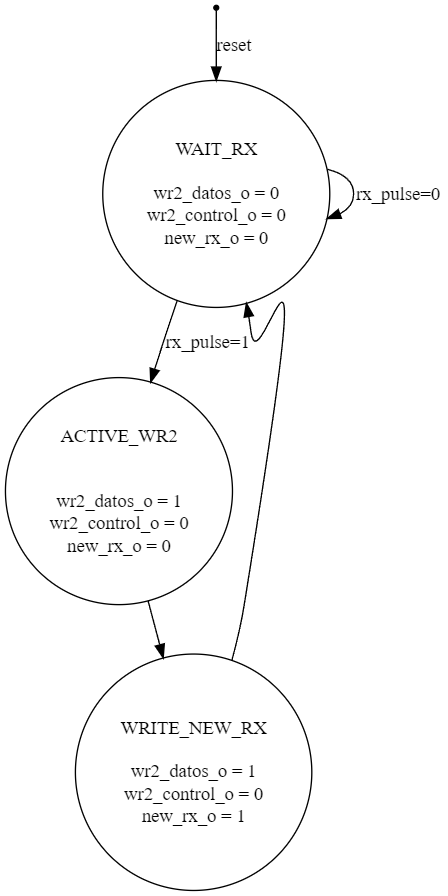 reset
WAIT_RX
wr2_datos_o = 0
wr2_control_o = 0
new_rx_o = 0
rx_pulse=0
rx_pulse=1
ACTIVE_WR2
wr2_datos_o = 1
wr2_control_o = 0
new_rx_o = 0
WRITE_NEW_RX
wr2_datos_o = 1
wr2_control_o = 0
new_rx_o = 1